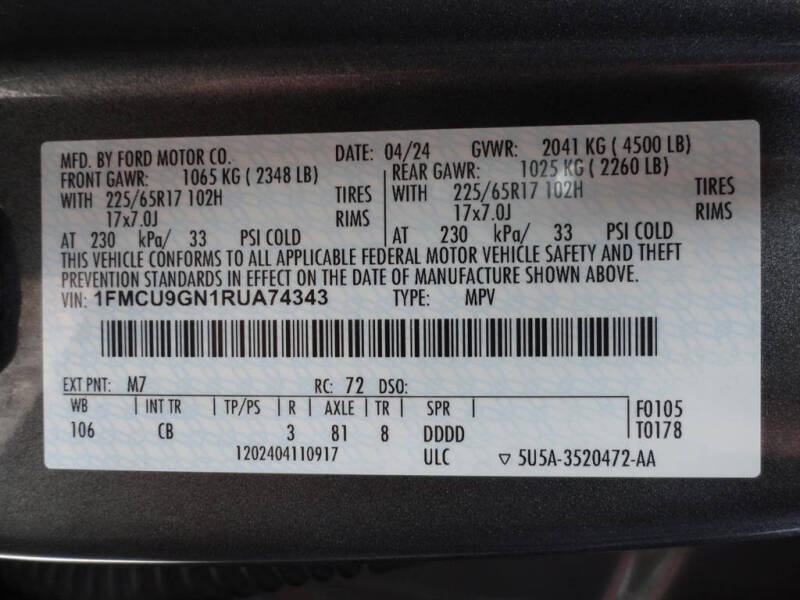 MFD. BY FORD MOTOR CO. DATE: 04/24 GVWR: 2041 KG ( 4500 LB)
FRONT GAWR: 1065 KG ( 2348 LB) REAR GAWR: 1025 KG ( 2260 LB)
WITH 225/65R17 102H TIRES WITH 225/65R17 102H TIRES
17x7.0J RIMS 17x7.0J RIMS
AT 230 kPa/ 33 PSI COLD AT 230 kPa/ 33 PSI COLD
THIS VEHICLE CONFORMS TO ALL APPLICABLE FEDERAL MOTOR VEHICLE SAFETY AND THEFT
PREVENTION STANDARDS IN EFFECT ON THE DATE OF MANUFACTURE SHOWN ABOVE.
VIN: 1FMCU9GN1RUA74343 TYPE: MPV
EXT PNT: M7 RC: 72 DSO:
WB INT TR TP/PS R AXLE TR SPR F0105
106 CB 3 81 8 DDDD T0178
1202404110917 ULC ▽ 5U5A-3520472-AA